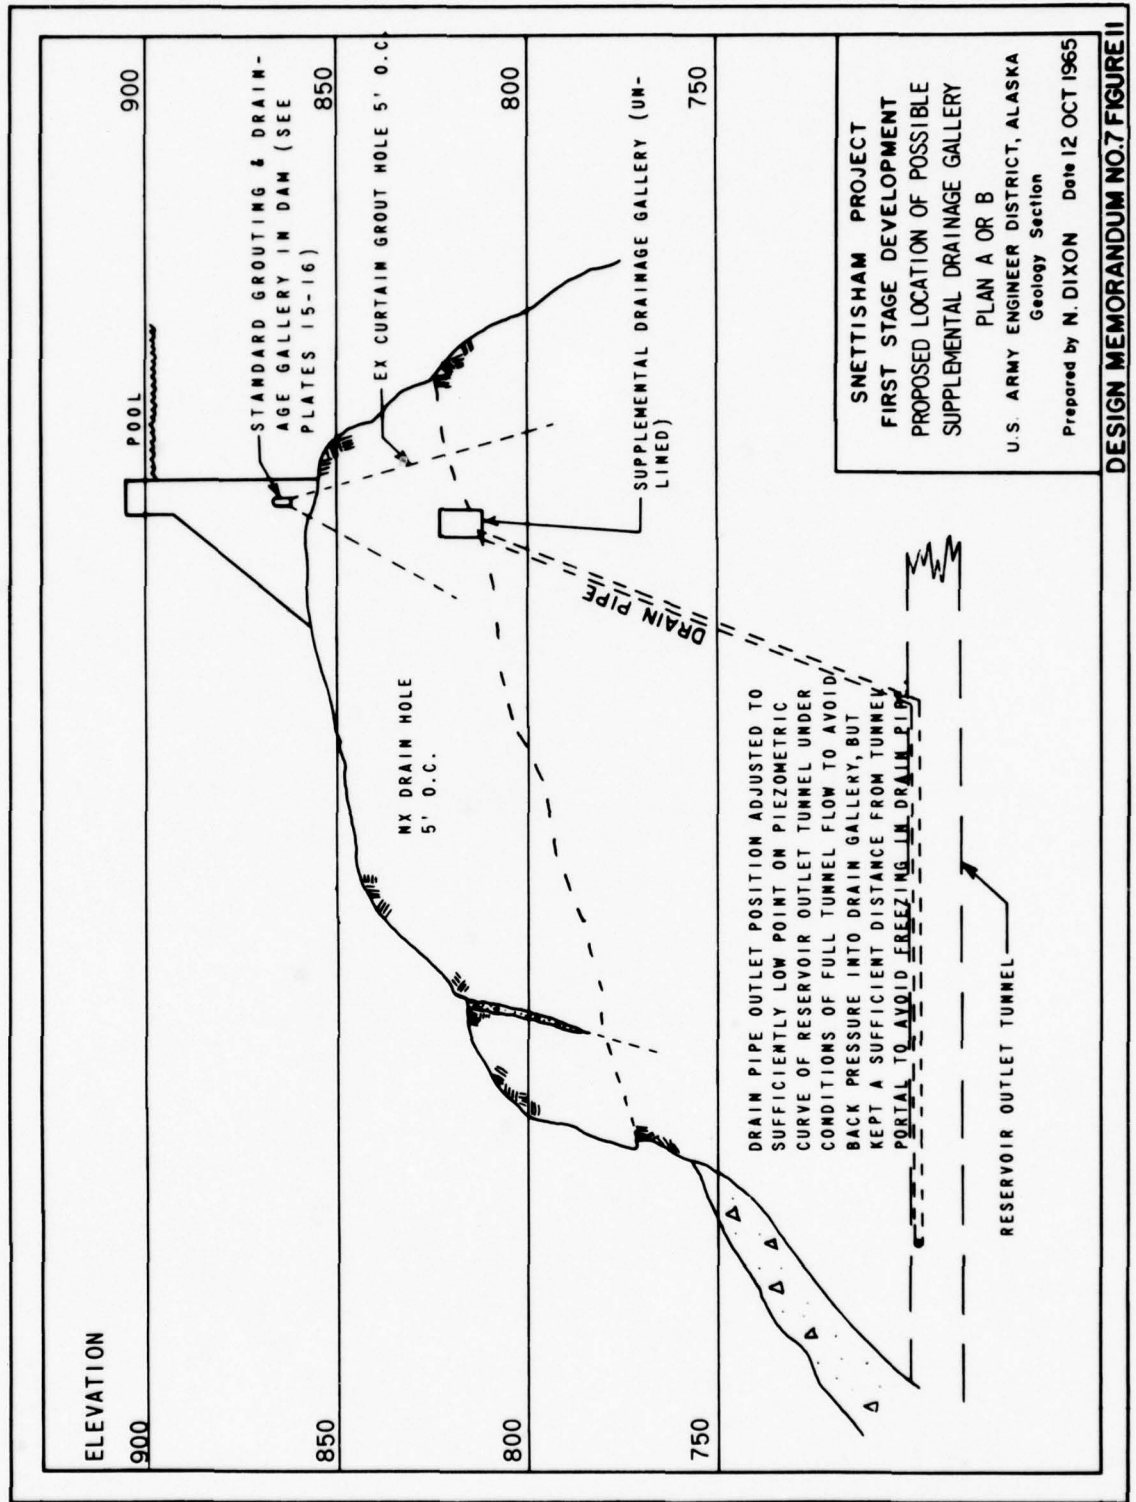 ELEVATION
900
900
850
850
800
800
750
750
POOL
STANDARD GROUTING & DRAIN-
AGE GALLERY IN DAM (SEE
PLATES 15-16)
EX CURTAIN GROUT HOLE 5' O.C.
NX DRAIN HOLE
5' O.C.
SUPPLEMENTAL DRAINAGE GALLERY (UN-
LINED)
DRAIN PIPE
DRAIN PIPE OUTLET POSITION ADJUSTED TO
SUFFICIENTLY LOW POINT ON PIEZOMETRIC
CURVE OF RESERVOIR OUTLET TUNNEL UNDER
CONDITIONS OF FULL TUNNEL FLOW TO AVOID
BACK PRESSURE INTO DRAIN GALLERY, BUT
KEPT A SUFFICIENT DISTANCE FROM TUNNEL
PORTAL TO AVOID FREEZING IN DRAIN PIPE
RESERVOIR OUTLET TUNNEL
SNETTISHAM PROJECT
FIRST STAGE DEVELOPMENT
PROPOSED LOCATION OF POSSIBLE
SUPPLEMENTAL DRAINAGE GALLERY
PLAN A OR B
U.S. ARMY ENGINEER DISTRICT, ALASKA
Geology Section
Prepared by N. DIXON Date 12 OCT 1965
DESIGN MEMORANDUM NO.7 FIGURE 11